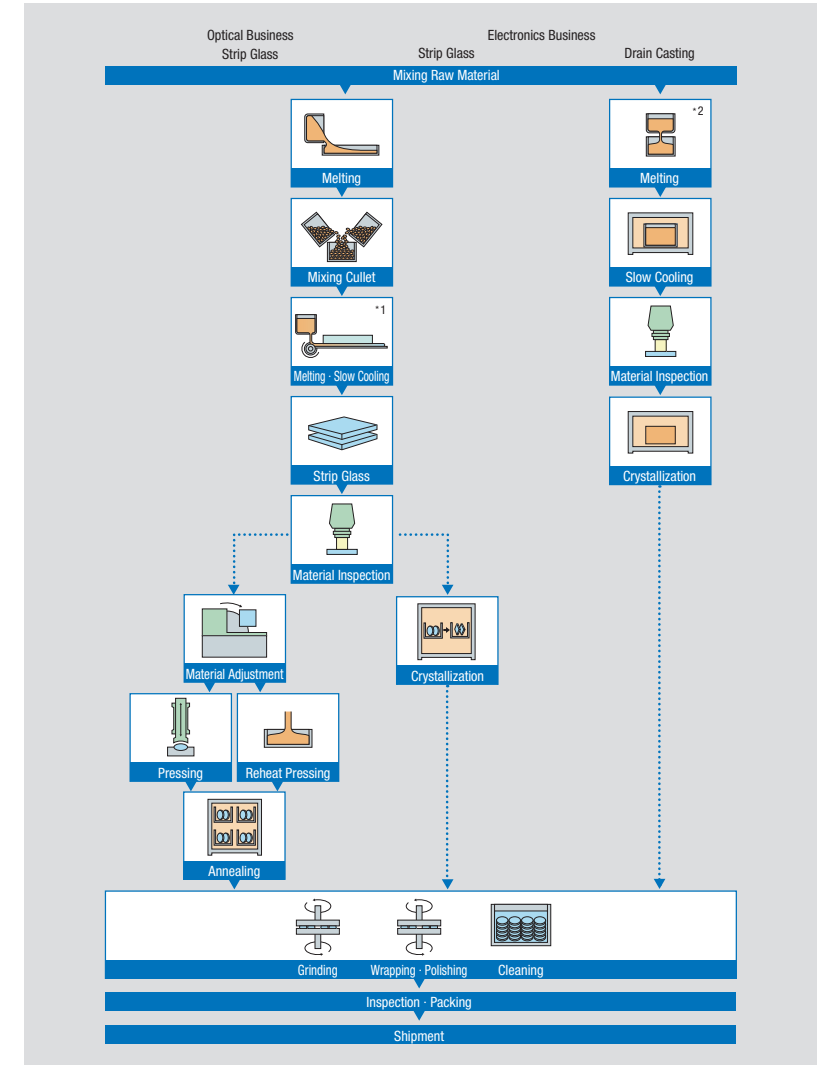 Optical Business
Electronics Business
Strip Glass
Strip Glass
Drain Casting
Mixing Raw Material
*2
Melting
Melting
Mixing Cullet
Slow Cooling
*1
Melting · Slow Cooling
Material Inspection
Strip Glass
Crystallization
Material Inspection
Material Adjustment
Crystallization
Pressing
Reheat Pressing
Annealing
Grinding
Wrapping · Polishing
Cleaning
Inspection · Packing
Shipment